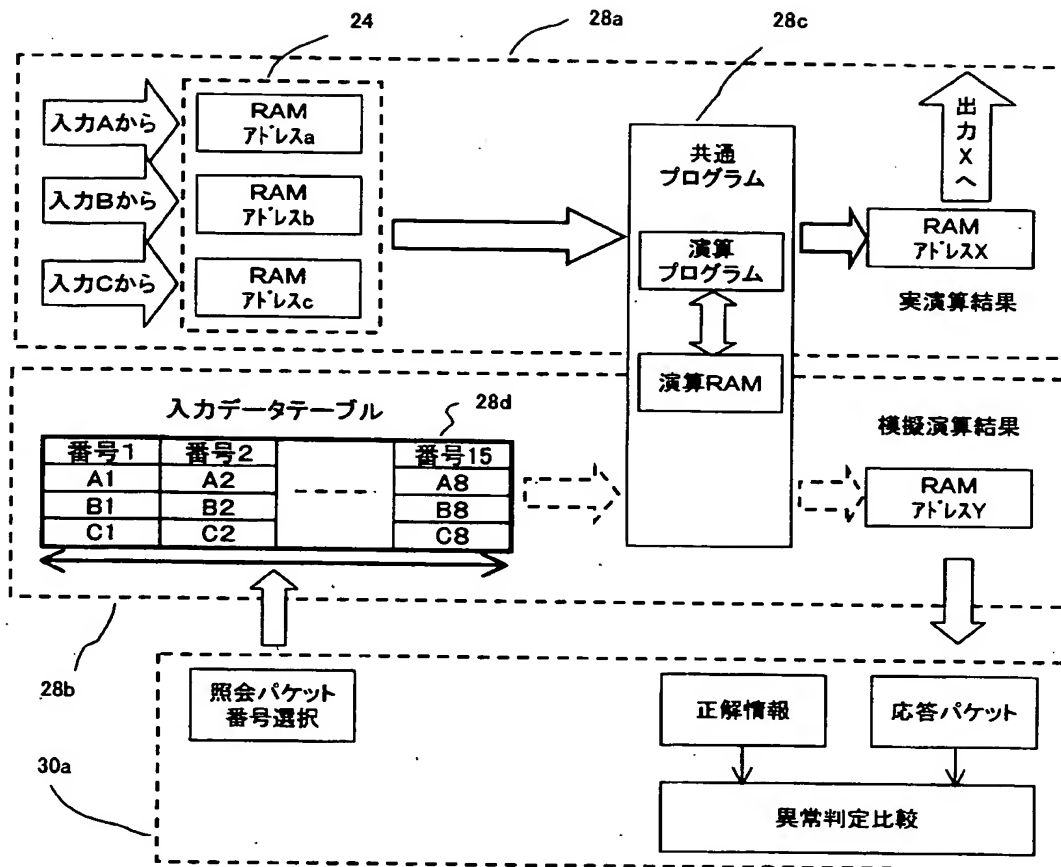 24
28a
28c
入力Aから
RAM
アドレスa
入力Bから
RAM
アドレスb
入力Cから
RAM
アドレスc
共通
プログラム
演算
プログラム
演算RAM
出力Xへ
RAM
アドレスX
実演算結果
入力データテーブル
28d
番号1
番号2
番号15
A1
A2
A8
B1
B2
B8
C1
C2
C8
模擬演算結果
RAM
アドレスY
28b
30a
照会パケット
番号選択
正解情報
応答パケット
異常判定比較